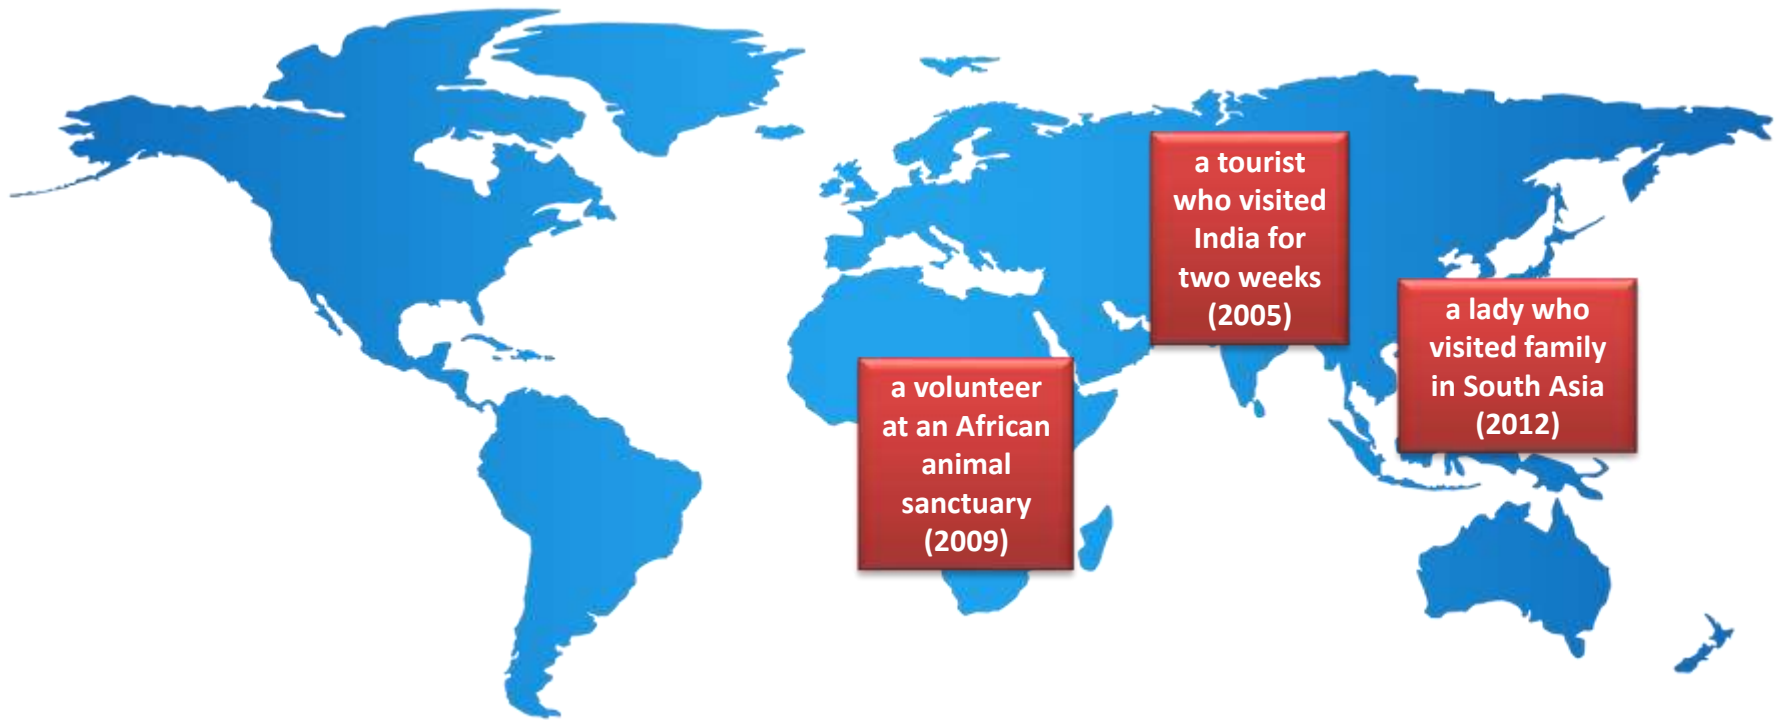 a tourist
who visited
India for
two weeks
(2005)
a lady who
visited family
in South Asia
(2012)
a volunteer
at an African
animal
sanctuary
(2009)